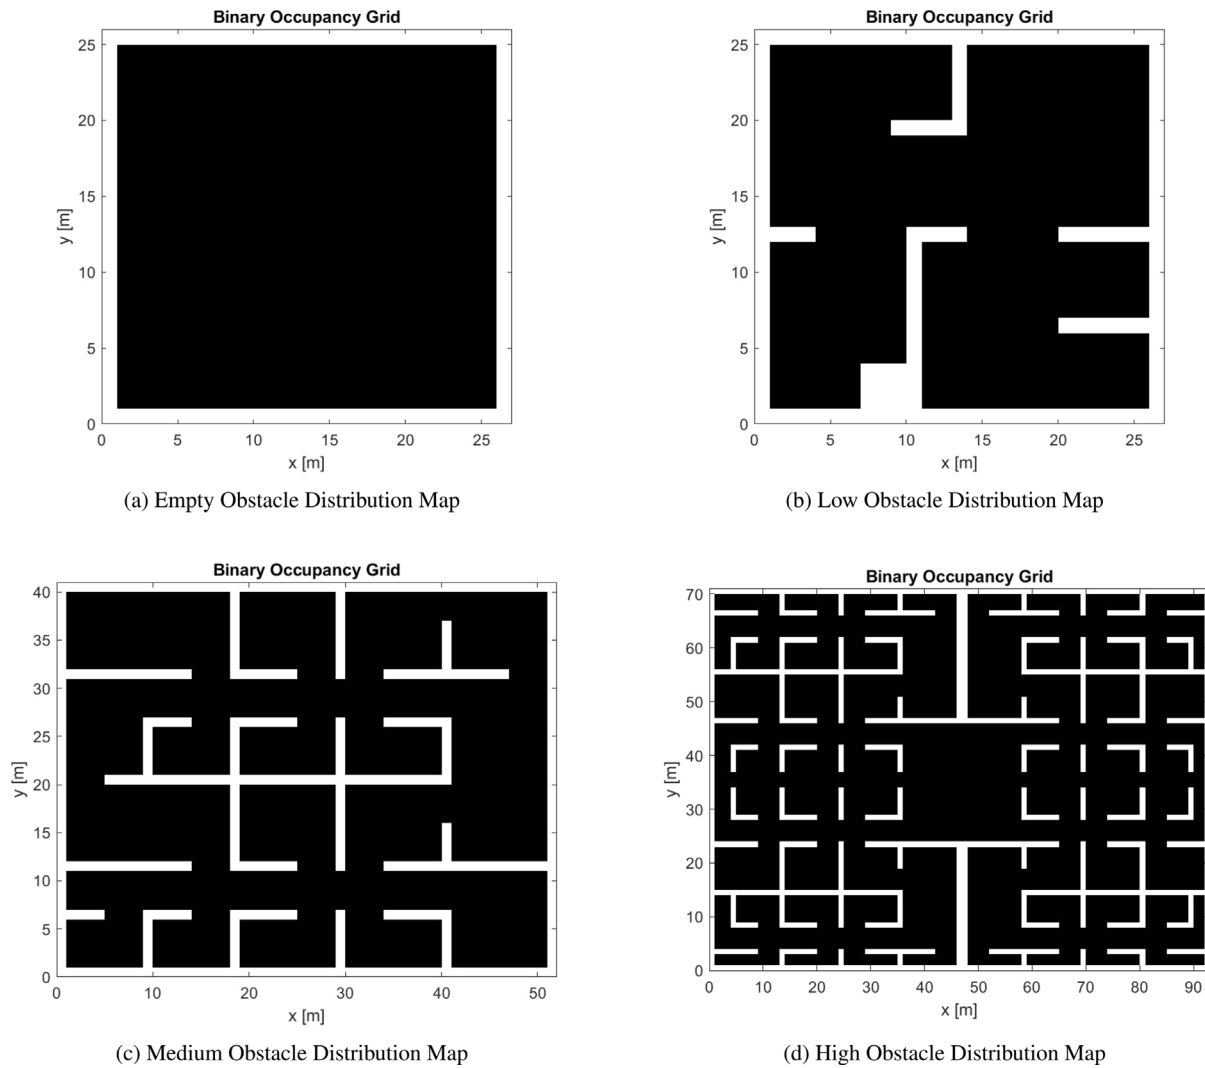 Binary Occupancy Grid
25
20
15
10
5
0
y [m]
0 5 10 15 20 25
x [m]
(a) Empty Obstacle Distribution Map
Binary Occupancy Grid
25
20
15
10
5
0
y [m]
0 5 10 15 20 25
x [m]
(b) Low Obstacle Distribution Map
Binary Occupancy Grid
40
35
30
25
20
15
10
5
0
y [m]
0 10 20 30 40 50
x [m]
(c) Medium Obstacle Distribution Map
Binary Occupancy Grid
70
60
50
40
30
20
10
0
y [m]
0 10 20 30 40 50 60 70 80 90
x [m]
(d) High Obstacle Distribution Map